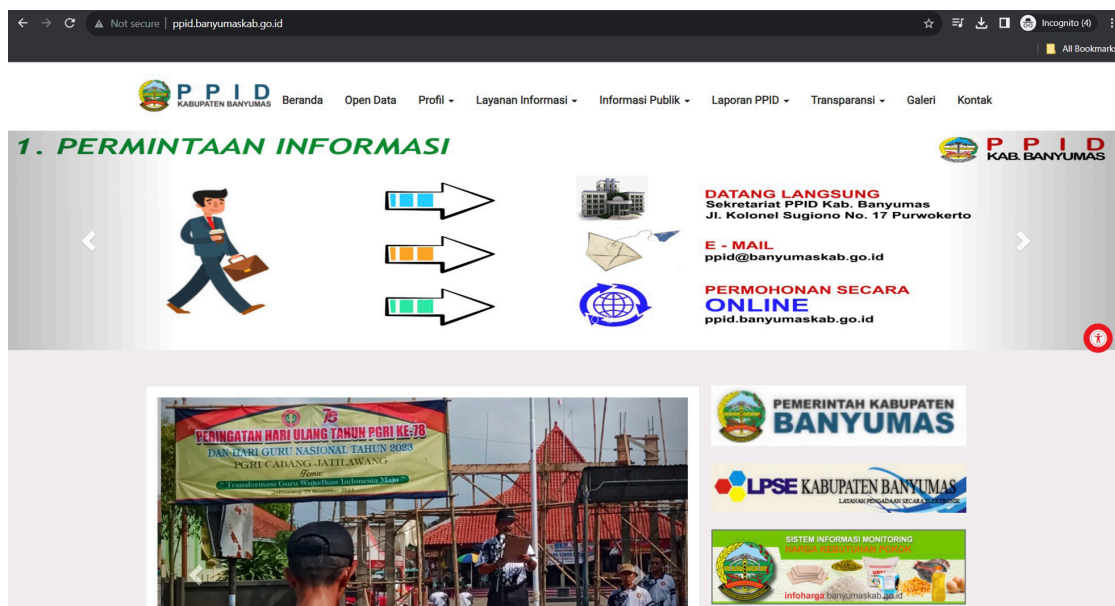 Not secure | ppid.banyumaskab.go.id
Incognito (4)
All Bookmarks
PPID
KABUPATEN BANYUMAS
Beranda Open Data Profil Layanan Informasi Informasi Publik Laporan PPID Transparansi Galeri Kontak
1. PERMINTAAN INFORMASI
PPID
KAB. BANYUMAS
DATANG LANGSUNG
Sekretariat PPID Kab. Banyumas
Jl. Kolonel Sugiono No. 17 Purwokerto
E - MAIL
ppid@banyumaskab.go.id
PERMOHONAN SECARA
ONLINE
ppid.banyumaskab.go.id
PERINGATAN HARI ULANG TAHUN PGRI KE-78
DAN HARI GURU NASIONAL TAHUN 2023
PGRI CABANG JATILAWANG
Tema:
"Transformasi Guru Wujudkan Indonesia Maju"
PEMERINTAH KABUPATEN
BANYUMAS
LPSE KABUPATEN BANYUMAS
LAYANAN PENGADAAN SECARA ELEKTRONIK
SISTEM INFORMASI MONITORING
HARGA KEBUTUHAN POKOK
infoharga.banyumaskab.go.id